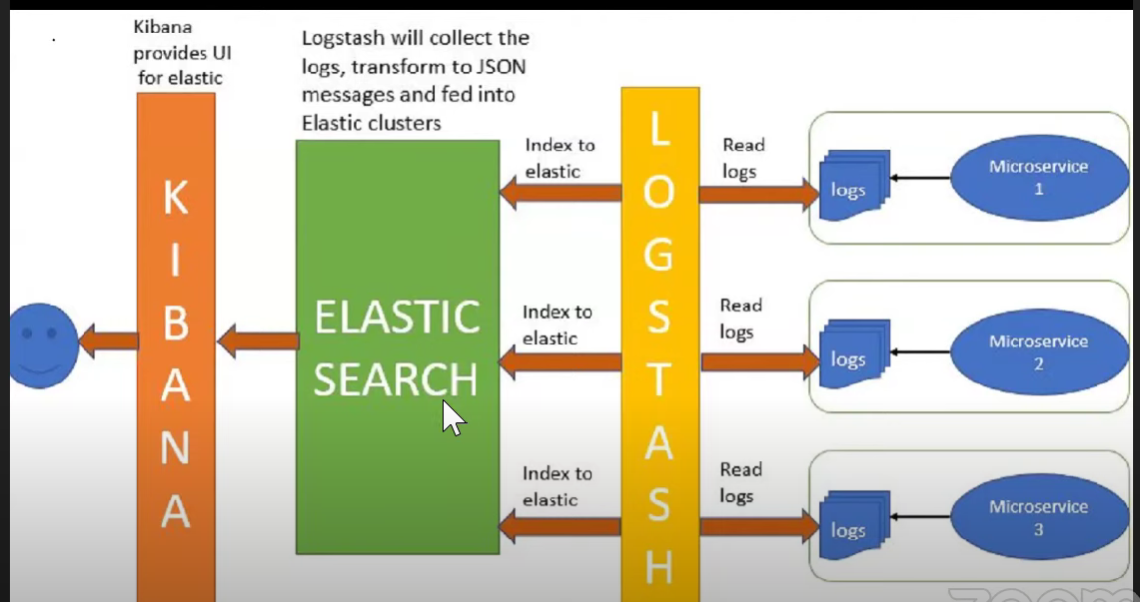 Kibana
provides UI
for elastic
Logstash will collect the
logs, transform to JSON
messages and fed into
Elastic clusters
KIBANA
ELASTIC
SEARCH
LOGSTASH
Index to
elastic
Read
logs
logs
Microservice
1
Index to
elastic
Read
logs
logs
Microservice
2
Index to
elastic
Read
logs
logs
Microservice
3
zoom